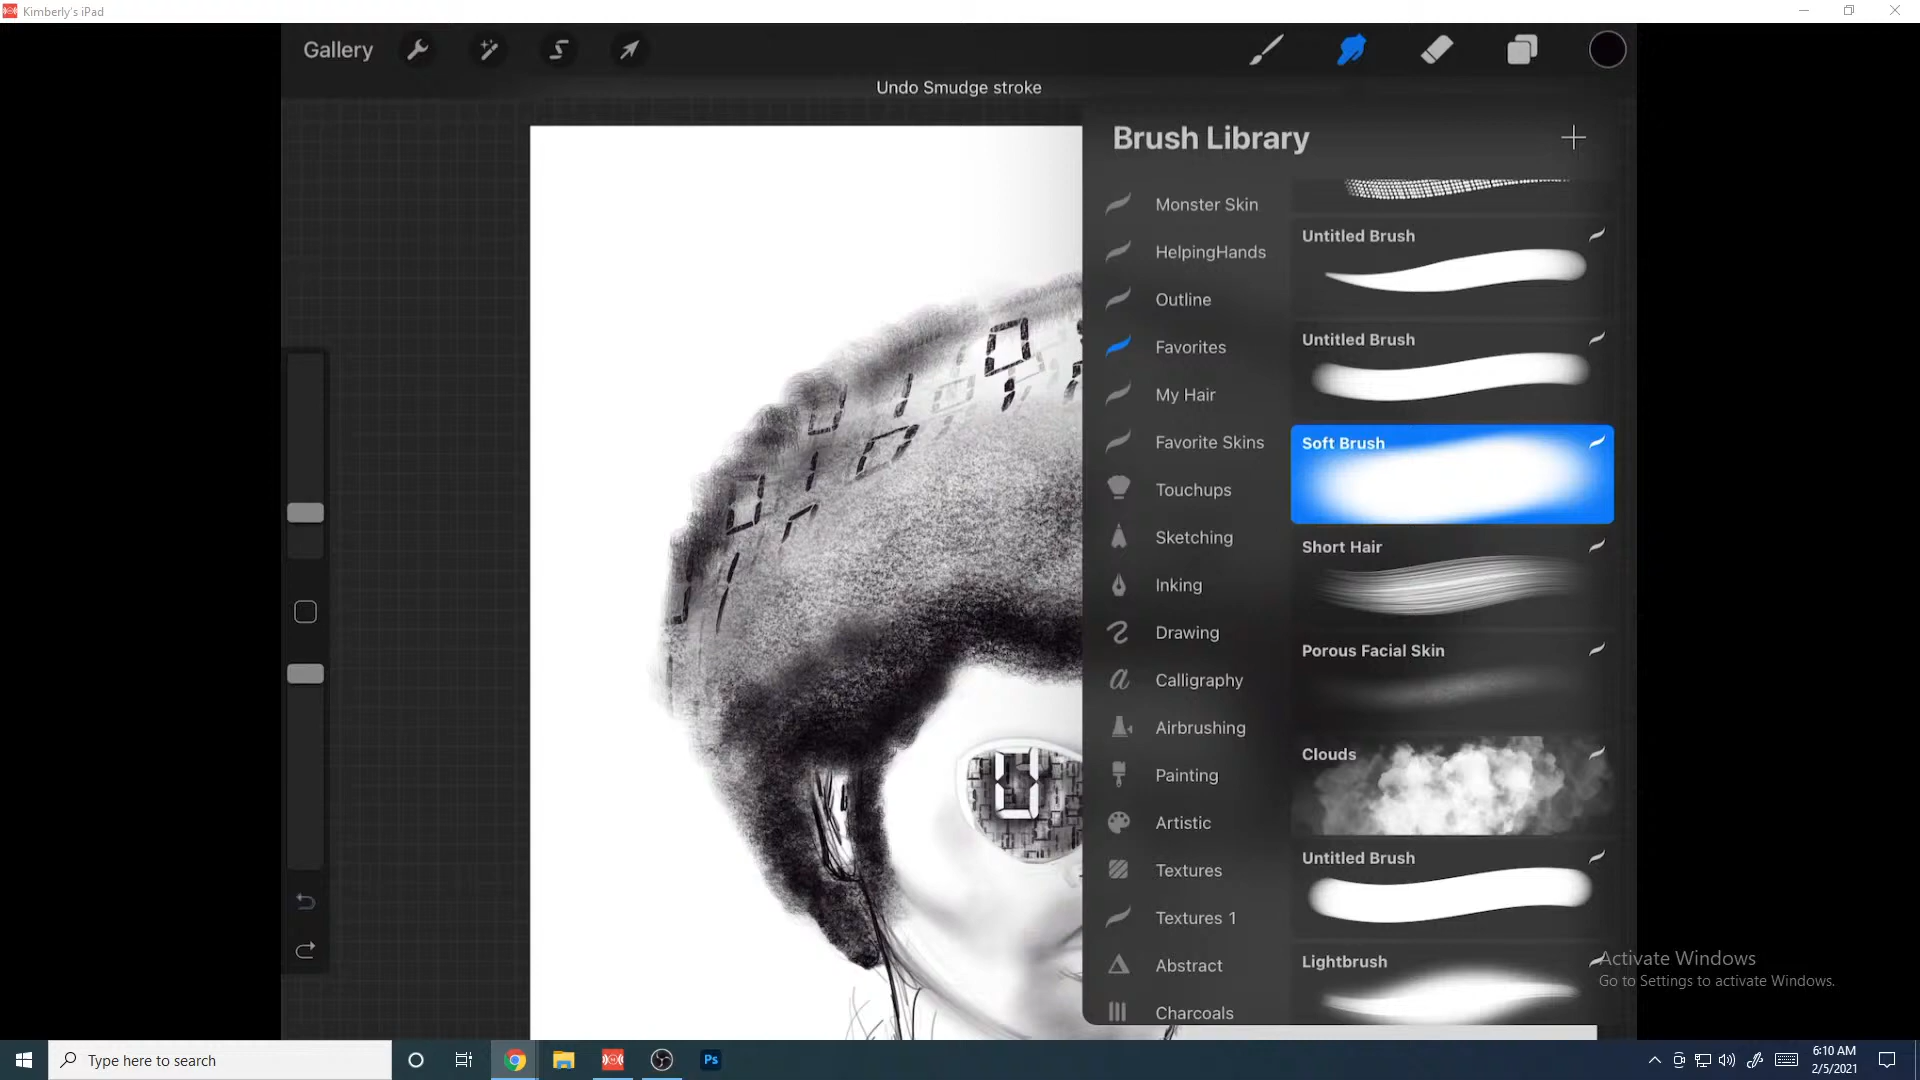 Kimberly's iPad
Gallery
Undo Smudge stroke
Brush Library
Monster Skin
HelpingHands
Outline
Favorites
My Hair
Favorite Skins
Touchups
Sketching
Inking
Drawing
Calligraphy
Airbrushing
Painting
Artistic
Textures
Textures 1
Abstract
Charcoals
Untitled Brush
Untitled Brush
Soft Brush
Short Hair
Porous Facial Skin
Clouds
Untitled Brush
Lightbrush
Activate Windows
Go to Settings to activate Windows.
Type here to search
Ps
6:10 AM
2/5/2021